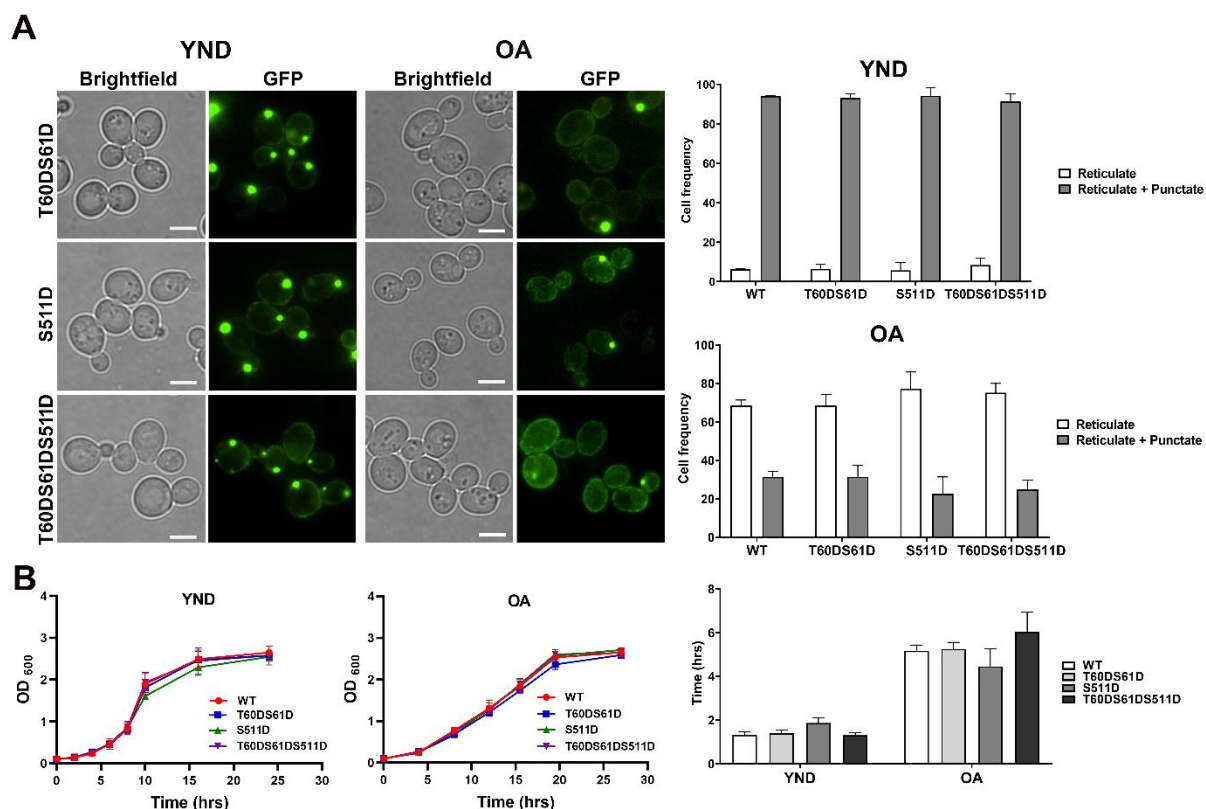 A
YND
OA
Brightfield
GFP
Brightfield
GFP
T60DS61D
S511D
T60DS61DS511D
YND
Cell frequency
100
80
60
40
20
0
WT
T60DS61D
S511D
T60DS61DS511D
Reticulate
Reticulate + Punctate
OA
Cell frequency
100
80
60
40
20
0
WT
T60DS61D
S511D
T60DS61DS511D
Reticulate
Reticulate + Punctate
B
YND
OD 600
4
3
2
1
0
0 5 10 15 20 25 30
Time (hrs)
WT
T60DS61D
S511D
T60DS61DS511D
OA
OD 600
4
3
2
1
0
0 5 10 15 20 25 30
Time (hrs)
WT
T60DS61D
S511D
T60DS61DS511D
Time (hrs)
8
6
4
2
0
YND
OA
WT
T60DS61D
S511D
T60DS61DS511D